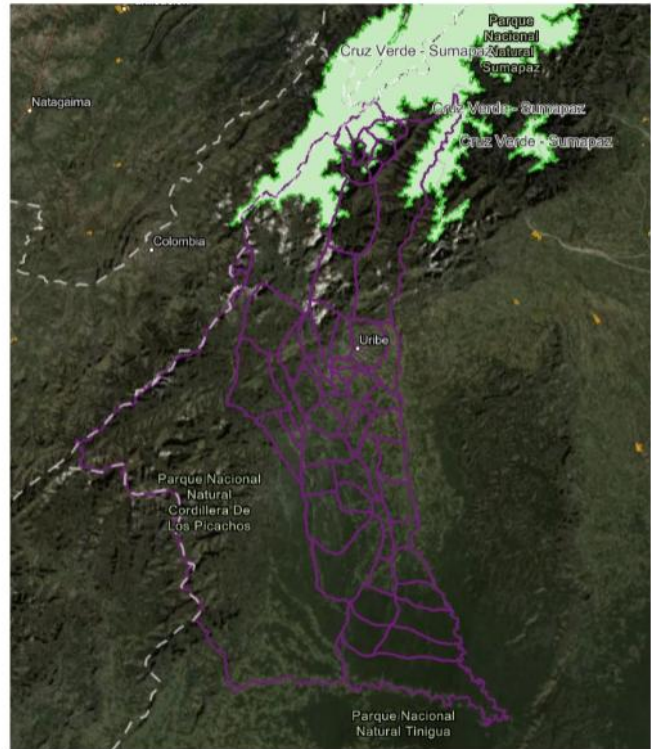 Parque
Nacional
Natural
Sumapaz
Cruz Verde - Sumapaz
Natagaima
Cruz Verde - Sumapaz
Cruz Verde - Sumapaz
Colombia
Uribe
Parque Nacional
Natural
Cordillera De
Los Picachos
Parque Nacional
Natural Tinigua